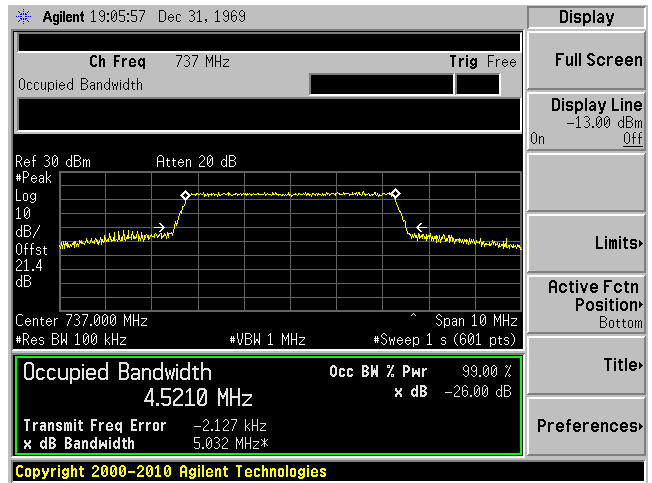 Agilent 19:05:57 Dec 31, 1969
Display
Ch Freq 737 MHz Trig Free
Occupied Bandwidth
Full Screen
Display Line
-13.00 dBm
On Off
Ref 30 dBm Atten 20 dB
#Peak
Log
10
dB/
Offst
21.4
dB
Center 737.000 MHz ^ Span 10 MHz
#Res BW 100 kHz #VBW 1 MHz #Sweep 1 s (601 pts)
Limits
Active Fctn
Position
Bottom
Title
Preferences
Occupied Bandwidth
4.5210 MHz
Occ BW % Pwr 99.00 %
x dB -26.00 dB
Transmit Freq Error -2.127 kHz
x dB Bandwidth 5.032 MHz*
Copyright 2000-2010 Agilent Technologies